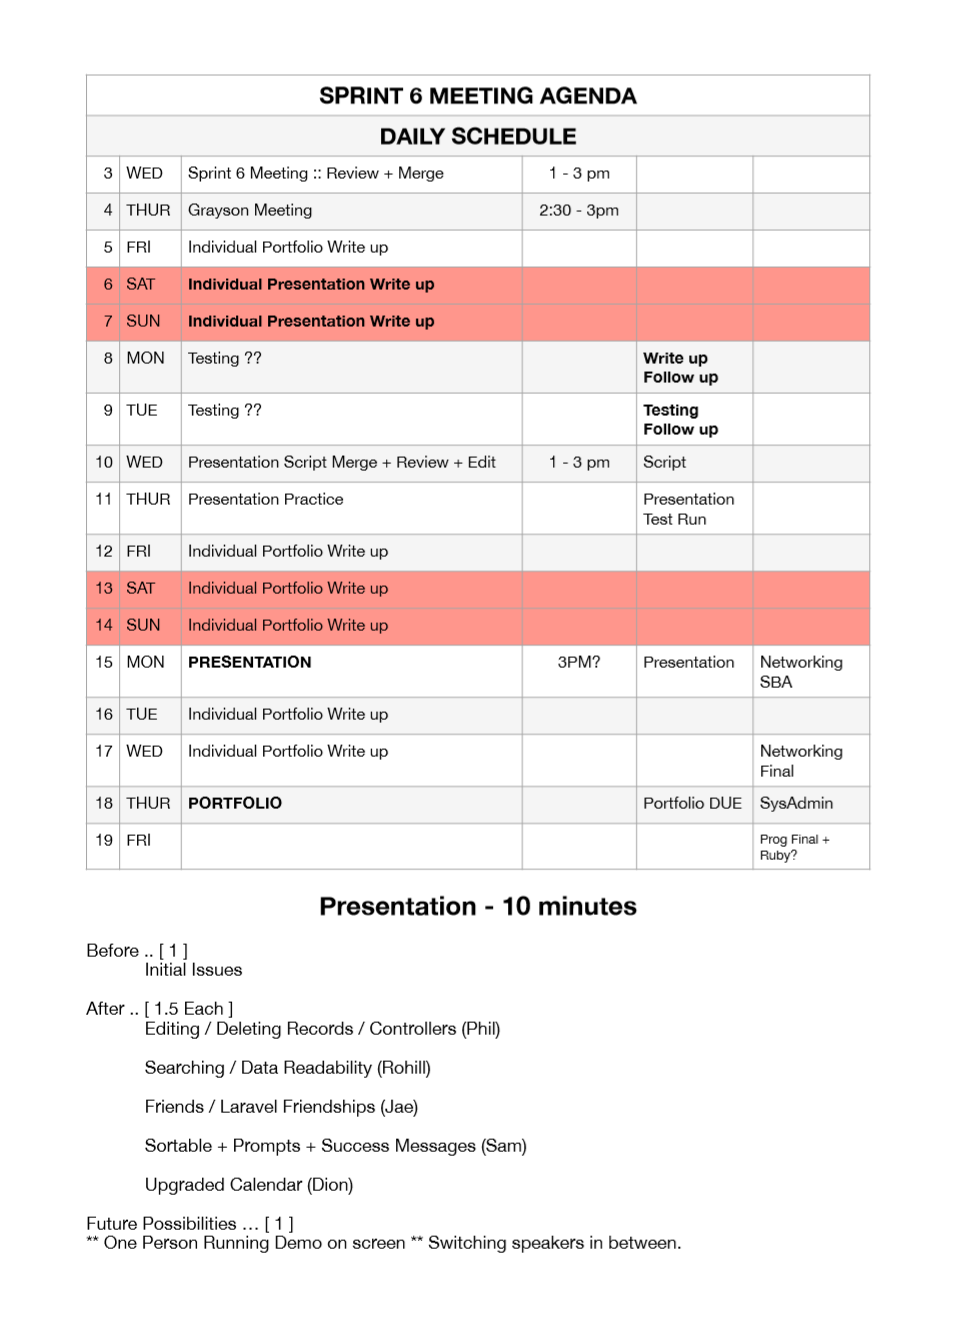 SPRINT 6 MEETING AGENDA
DAILY SCHEDULE
3 WED Sprint 6 Meeting :: Review + Merge 1 - 3 pm
4 THUR Grayson Meeting 2:30 - 3pm
5 FRI Individual Portfolio Write up
6 SAT Individual Presentation Write up
7 SUN Individual Presentation Write up
8 MON Testing ?? Write up
Follow up
9 TUE Testing ?? Testing
Follow up
10 WED Presentation Script Merge + Review + Edit 1 - 3 pm Script
11 THUR Presentation Practice Presentation
Test Run
12 FRI Individual Portfolio Write up
13 SAT Individual Portfolio Write up
14 SUN Individual Portfolio Write up
15 MON PRESENTATION 3PM? Presentation Networking
SBA
16 TUE Individual Portfolio Write up
17 WED Individual Portfolio Write up Networking
Final
18 THUR PORTFOLIO Portfolio DUE SysAdmin
19 FRI Prog Final +
Ruby?
Presentation - 10 minutes
Before .. [ 1 ]
Initial Issues
After .. [ 1.5 Each ]
Editing / Deleting Records / Controllers (Phil)
Searching / Data Readability (Rohill)
Friends / Laravel Friendships (Jae)
Sortable + Prompts + Success Messages (Sam)
Upgraded Calendar (Dion)
Future Possibilities … [ 1 ]
** One Person Running Demo on screen ** Switching speakers in between.